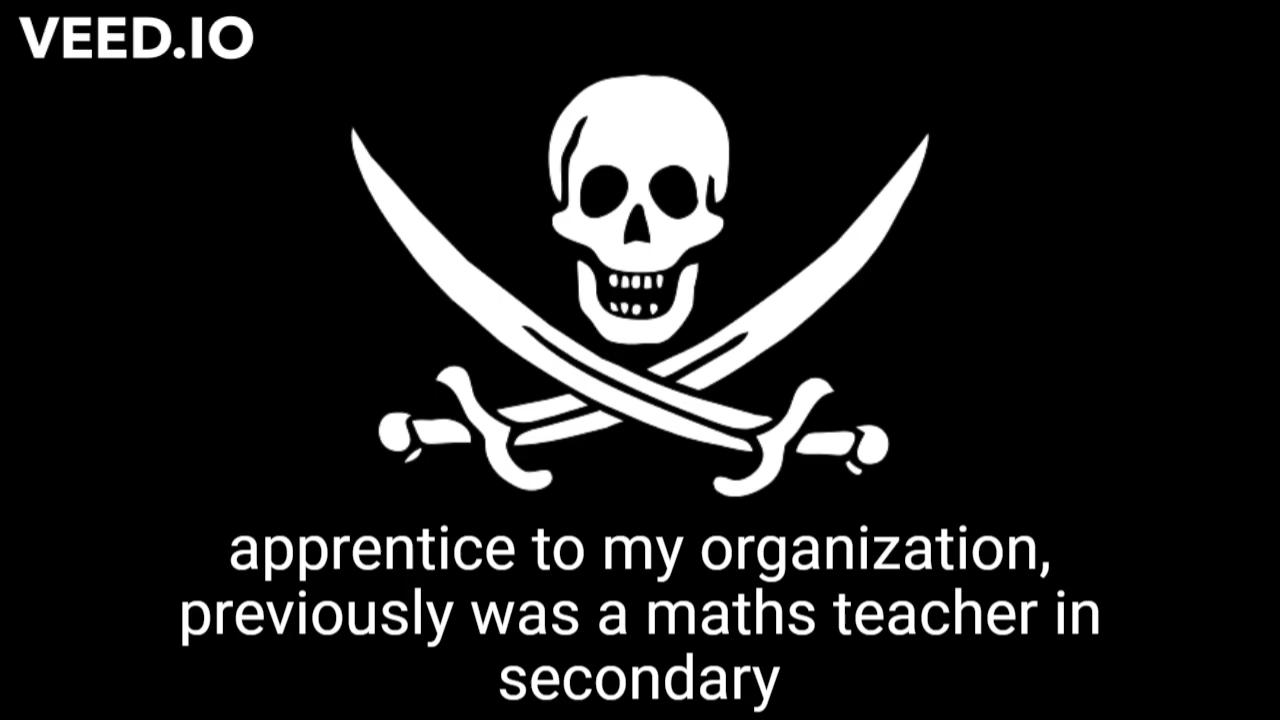 VEED.IO
apprentice to my organization,
previously was a maths teacher in
secondary